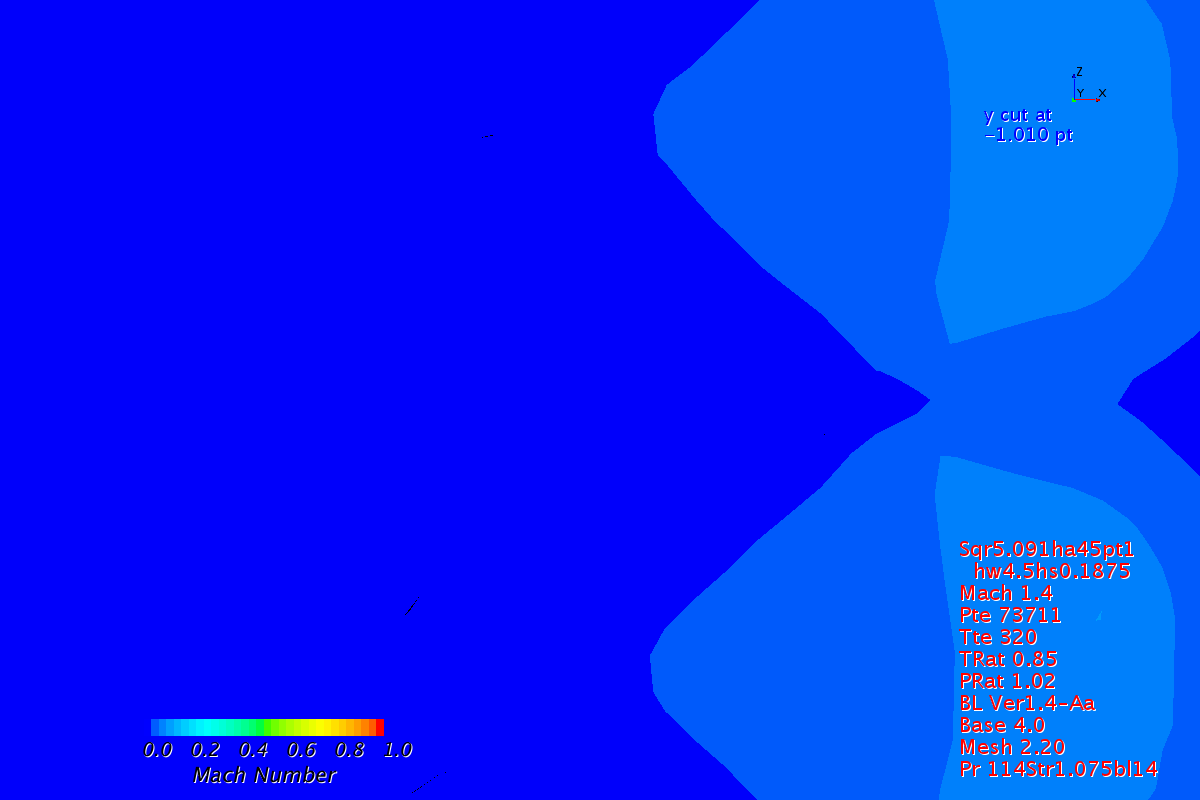 Z
Y X
y cut at
−1.010 pt
Sqr5.091ha45pt1
hw4.5hs0.1875
Mach 1.4
Pte 73711
Tte 320
TRat 0.85
PRat 1.02
BL Ver1.4–Aa
Base 4.0
Mesh 2.20
Pr 114Str1.075bl14
0.0 0.2 0.4 0.6 0.8 1.0
Mach Number